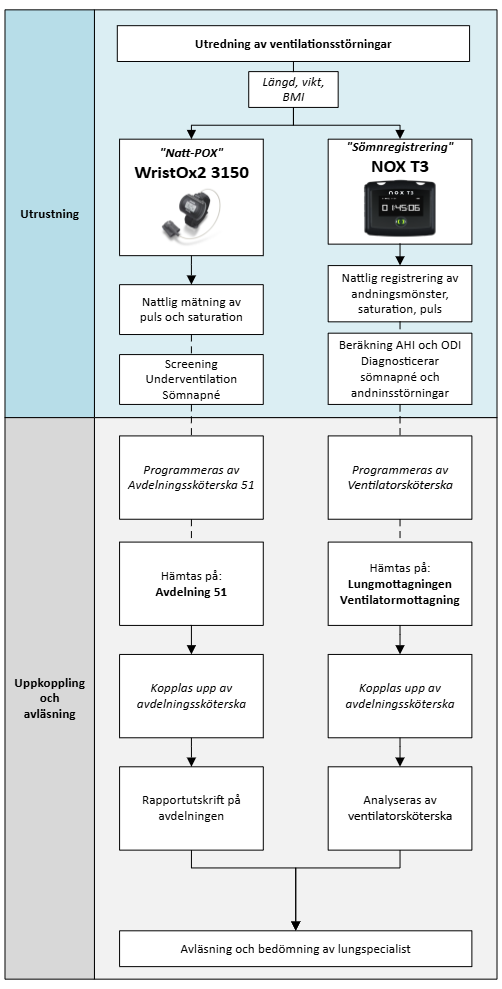 Utredning av ventilationsstörningar
Längd, vikt,
BMI
Utrustning
"Natt-POX"
WristOx2 3150
Nattlig mätning av
puls och saturation
Screening
Underventilation
Sömnapné
"Sömnregistrering"
NOX T3
nox T3
0 1:45:06
Nattlig registrering av
andningsmönster,
saturation, puls
Beräkning AHI och ODI
Diagnosticerar
sömnapné och
andninsstörningar
Uppkoppling
och
avläsning
Programmeras av
Avdelningssköterska 51
Hämtas på:
Avdelning 51
Kopplas upp av
avdelningssköterska
Rapportutskrift på
avdelningen
Programmeras av
Ventilatorsköterska
Hämtas på:
Lungmottagningen
Ventilatormottagning
Kopplas upp av
avdelningssköterska
Analyseras av
ventilatorsköterska
Avläsning och bedömning av lungspecialist